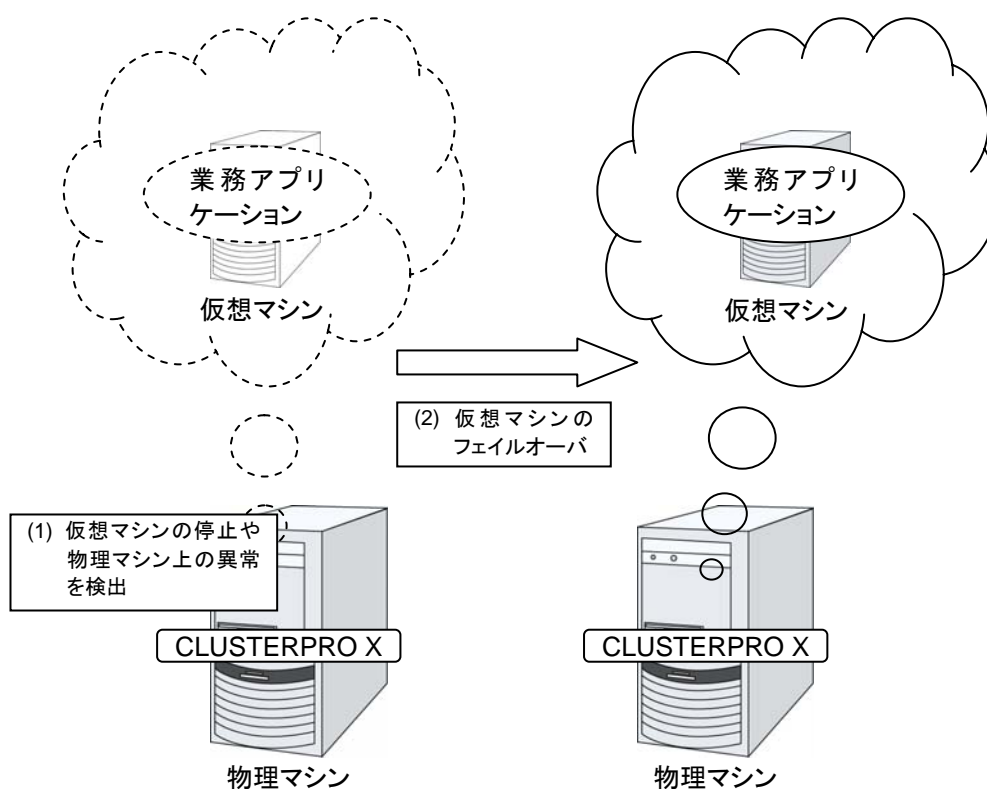 業務アプリ
ケーション
仮想マシン
業務アプリ
ケーション
仮想マシン
(2) 仮想マシンの
フェイルオーバ
(1) 仮想マシンの停止や
物理マシン上の異常
を検出
CLUSTERPRO X
CLUSTERPRO X
物理マシン
物理マシン